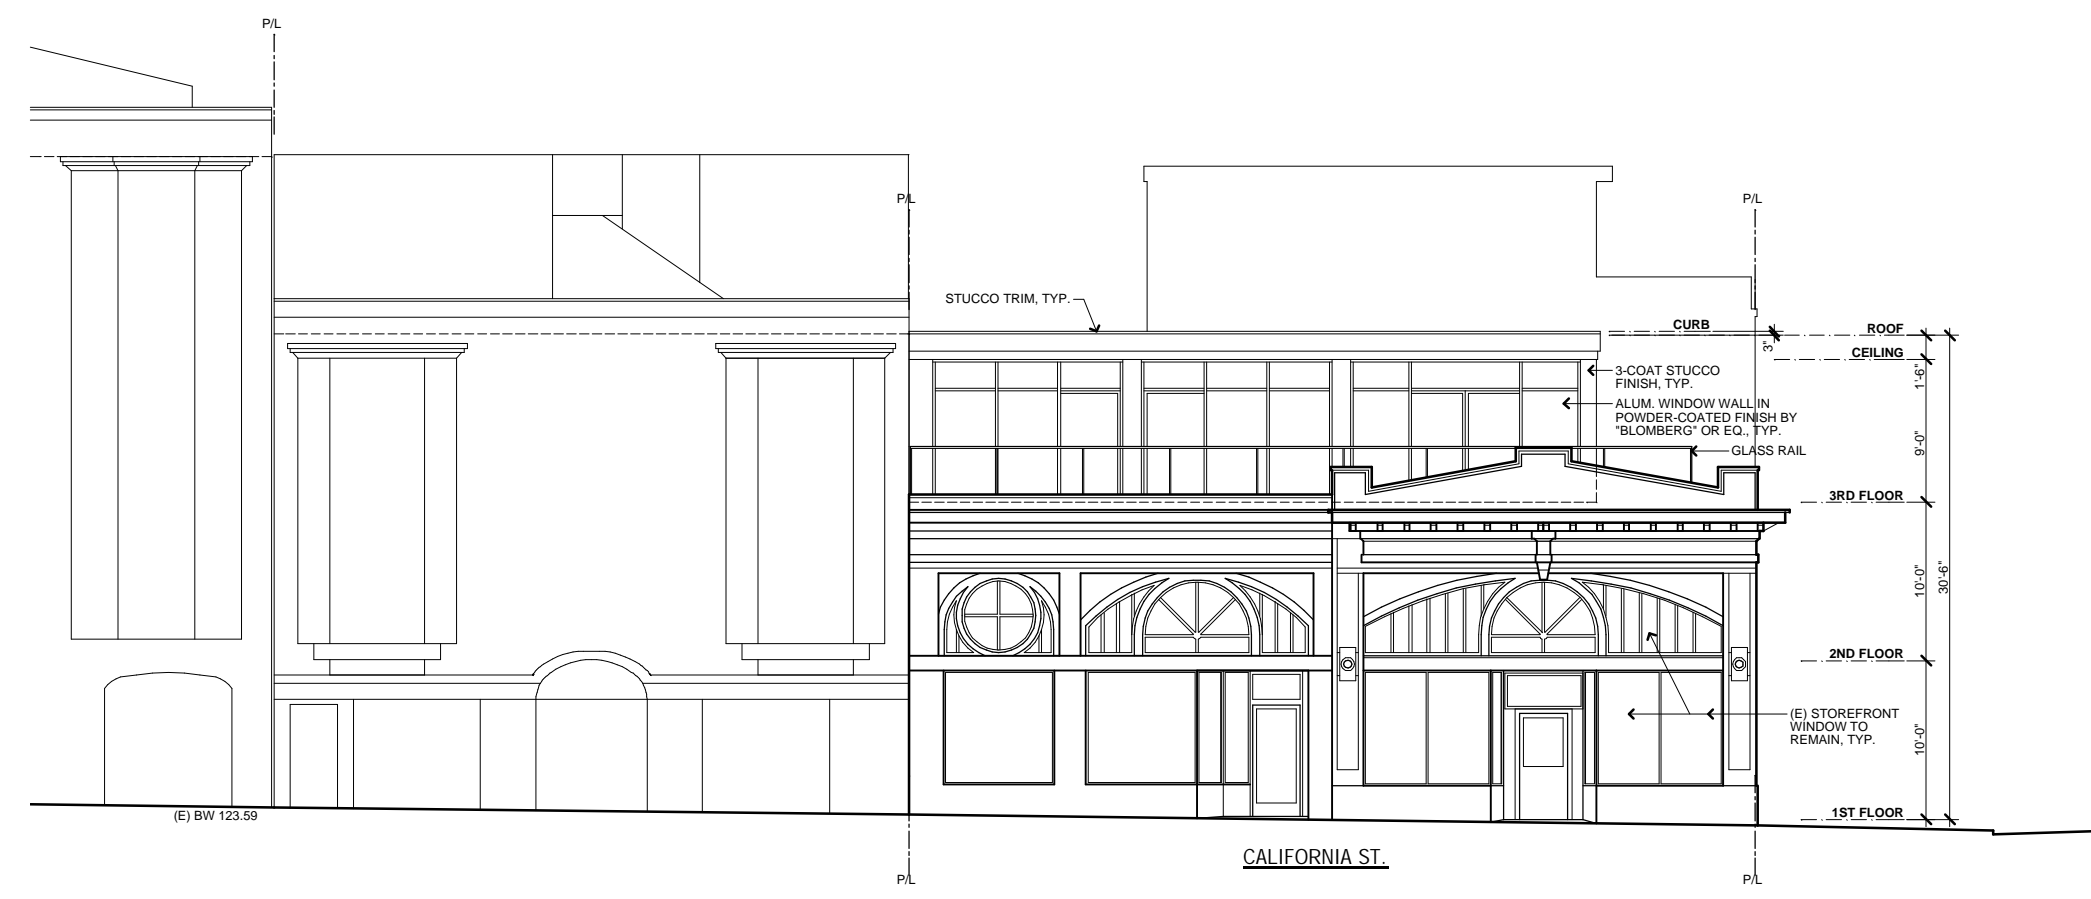 P/L
P/L
P/L
STUCCO TRIM, TYP.
CURB
ROOF
3"
CEILING
1'-6"
3-COAT STUCCO
FINISH, TYP.
ALUM. WINDOW WALL IN
POWDER-COATED FINISH BY
"BLOMBERG" OR EQ., TYP.
9'-0"
GLASS RAIL
3RD FLOOR
10'-0"
30'-6"
2ND FLOOR
(E) STOREFRONT
WINDOW TO
REMAIN, TYP.
10'-0"
1ST FLOOR
(E) BW 123.59
CALIFORNIA ST.
P/L
P/L